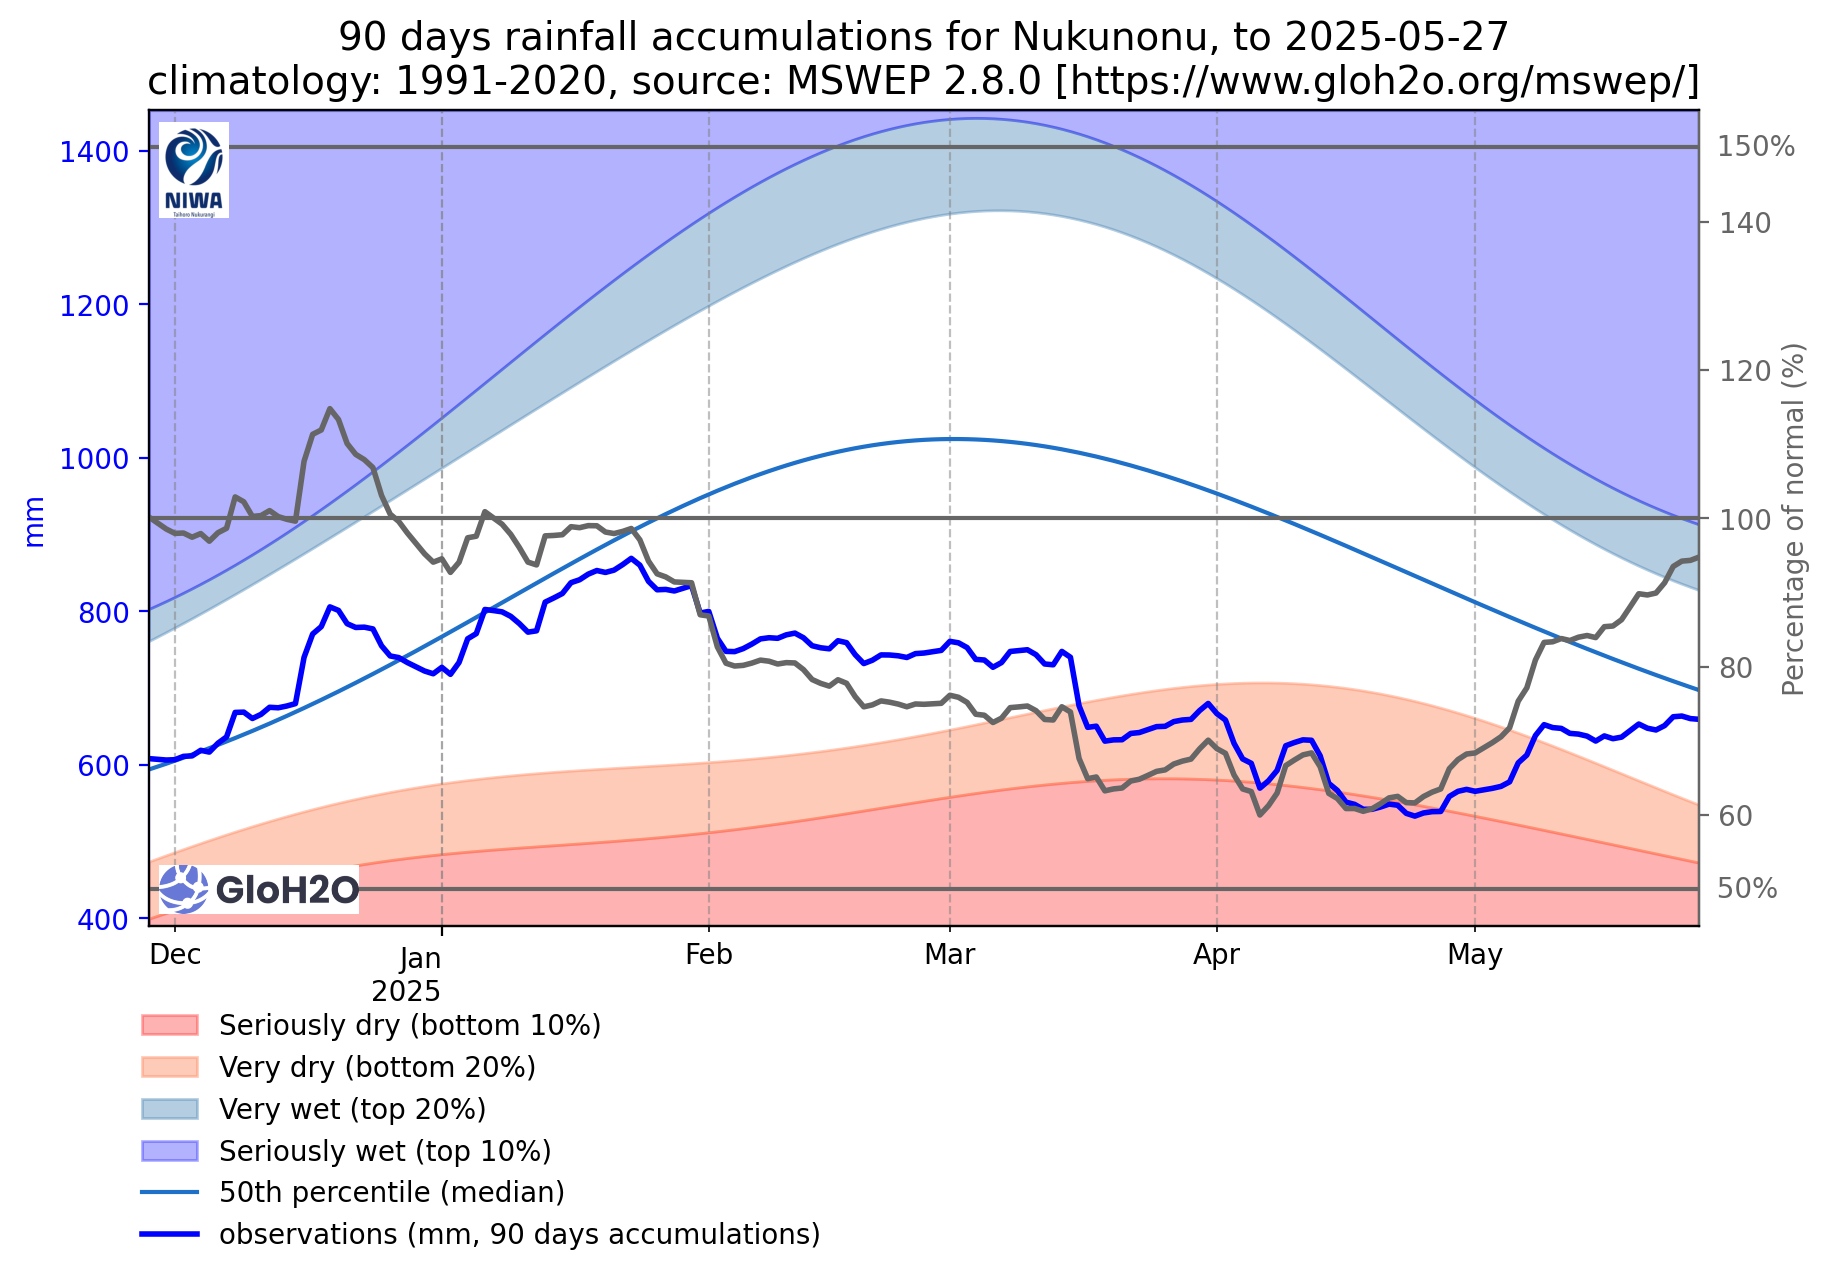 90 days rainfall accumulations for Nukunonu, to 2025-05-27
climatology: 1991-2020, source: MSWEP 2.8.0 [https://www.gloh2o.org/mswep/]
1400
1200
1000
800
600
400
mm
NIWA
Taihoro Nukurangi
GloH2O
150%
140
120
100
80
60
50%
Percentage of normal (%)
Dec
Jan
2025
Feb
Mar
Apr
May
Seriously dry (bottom 10%)
Very dry (bottom 20%)
Very wet (top 20%)
Seriously wet (top 10%)
50th percentile (median)
observations (mm, 90 days accumulations)